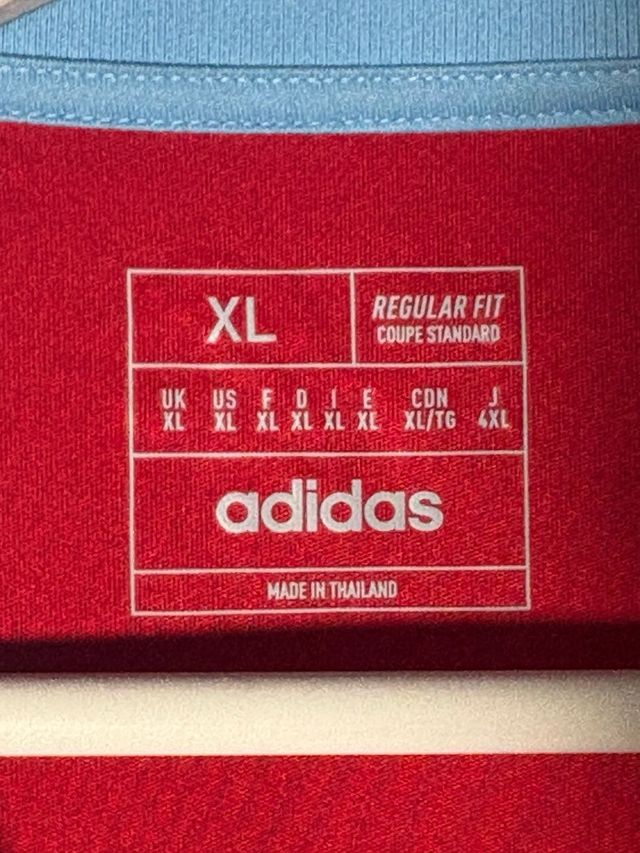 XL
REGULAR FIT
COUPE STANDARD
UK US F D I E CDN J
XL XL XL XL XL XL XL/TG 4XL
adidas
MADE IN THAILAND